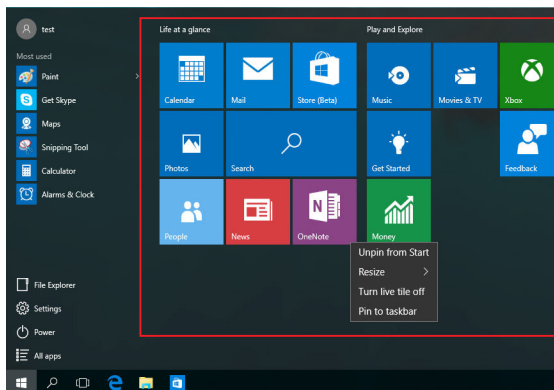 test
Most used
Paint
Get Skype
Maps
Snipping Tool
Calculator
Alarms & Clock
File Explorer
Settings
Power
All apps
Life at a glance
Play and Explore
Calendar
Mail
Store (Beta)
Music
Movies & TV
Xbox
Photos
Search
Get Started
Feedback
People
News
OneNote
Money
Unpin from Start
Resize
Turn live tile off
Pin to taskbar